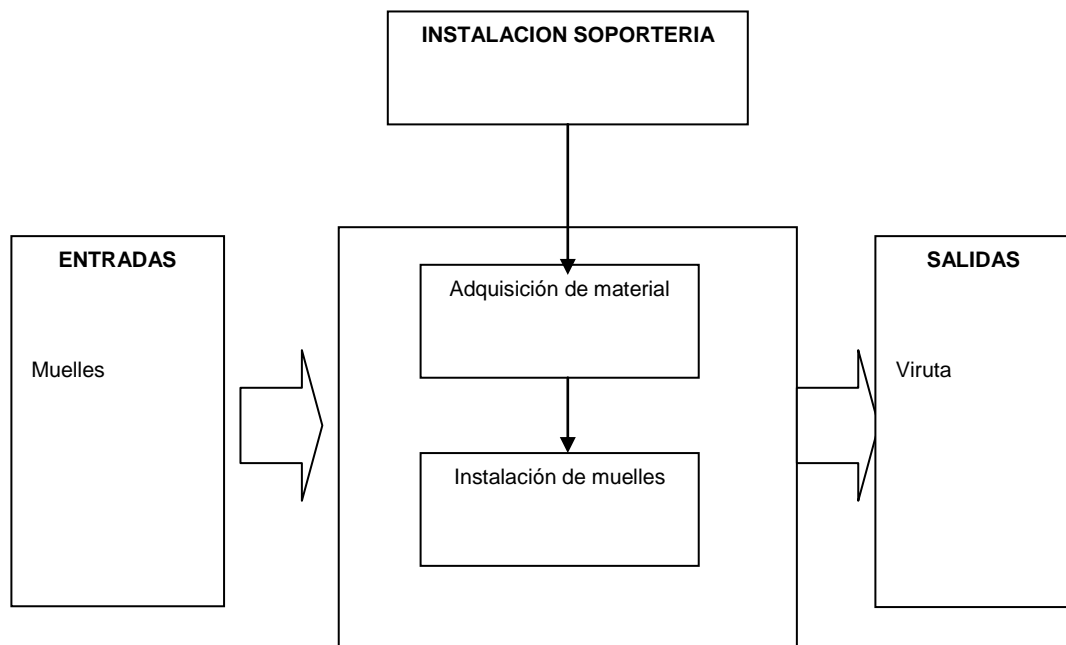 INSTALACION SOPORTERIA
ENTRADAS
Muelles
Adquisición de material
Instalación de muelles
SALIDAS
Viruta